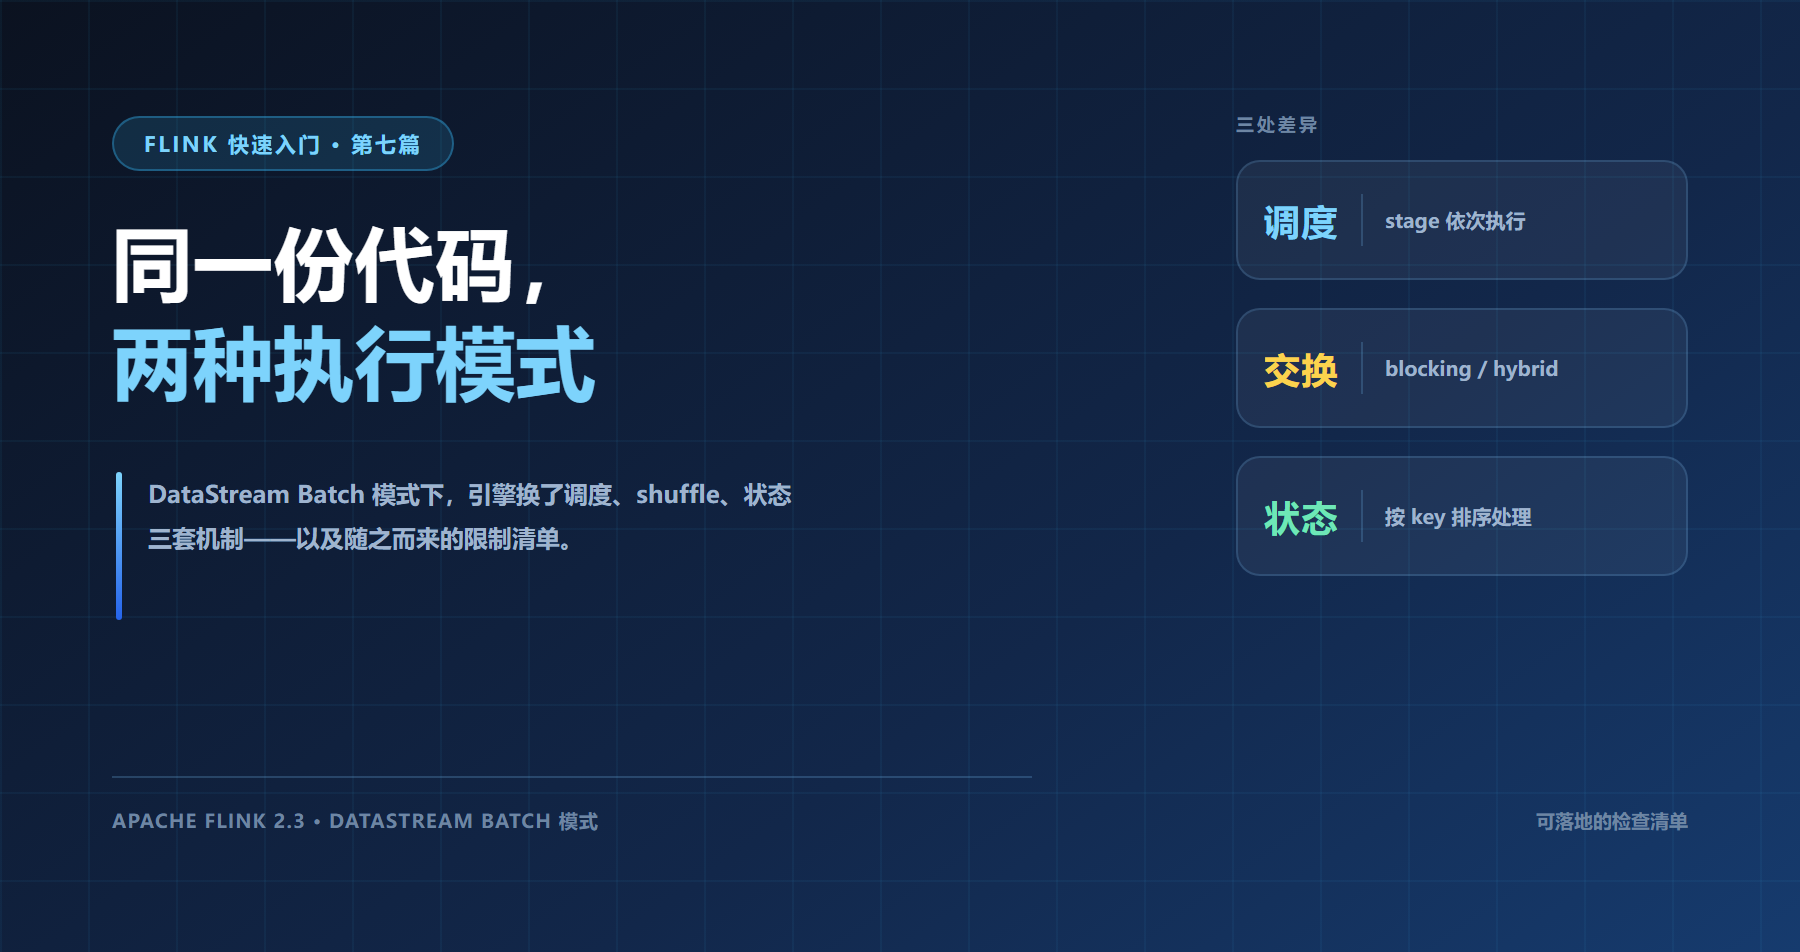 FLINK 快速入门 • 第七篇
同一份代码，
两种执行模式
DataStream Batch 模式下，引擎换了调度、shuffle、状态
三套机制——以及随之而来的限制清单。
三处差异
调度
stage 依次执行
交换
blocking / hybrid
状态
按 key 排序处理
APACHE FLINK 2.3 • DATASTREAM BATCH 模式
可落地的检查清单